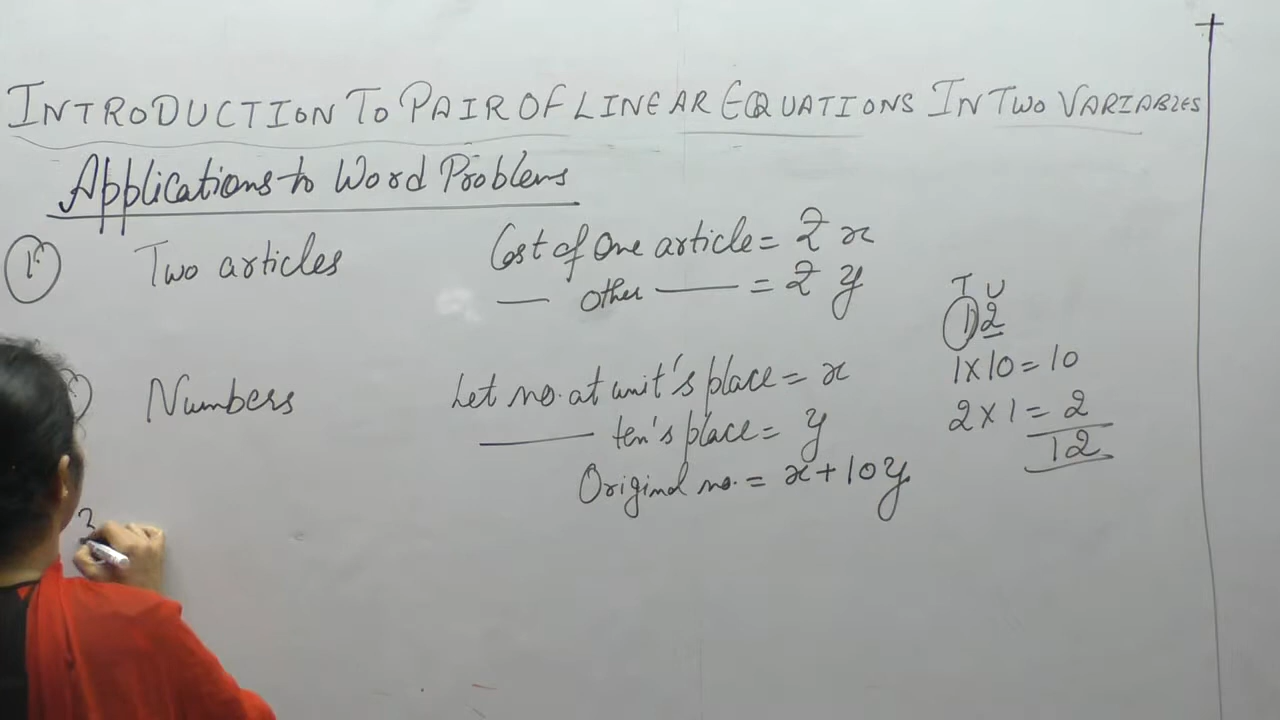 INTRODUCTION TO PAIR OF LINEAR EQUATIONS IN TWO VARIABLES
Applications to Word Problems
1. Two articles Cost of One article = ₹ x
— other — = ₹ y
Numbers Let no. at unit's place = x
— ten's place = y
Original no. = x + 10y
T U
12
1 x 10 = 10
2 x 1 = 2
12
3